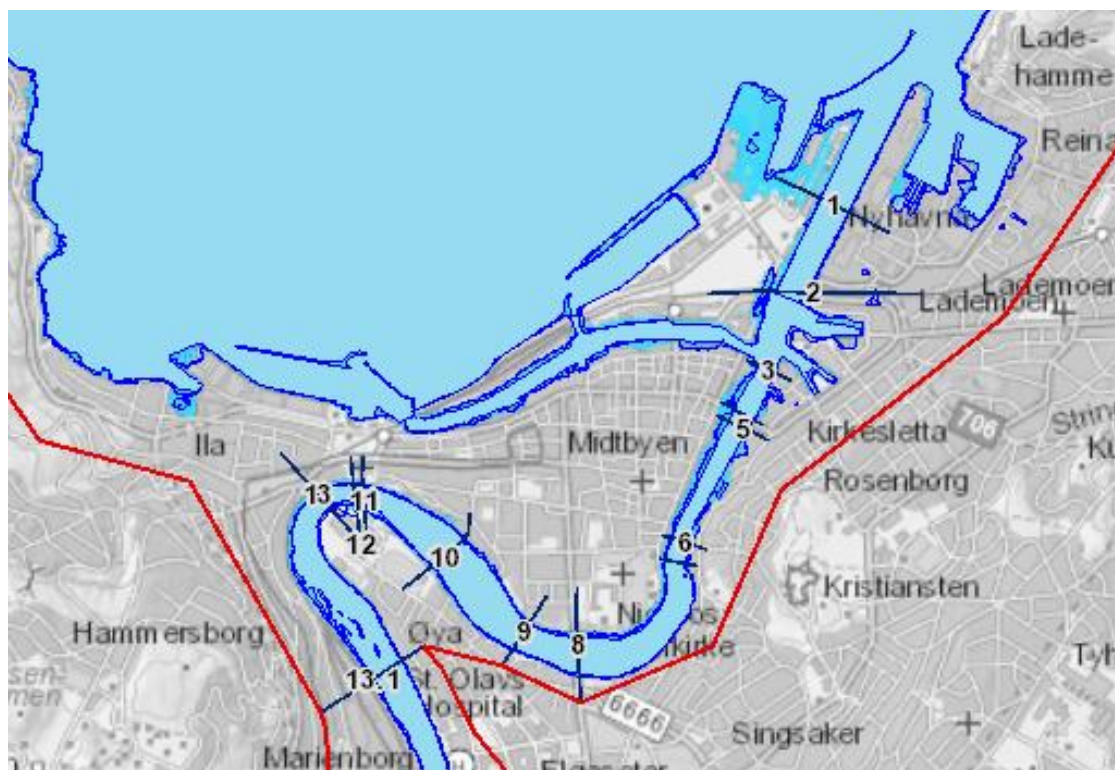 Lade-
hammer
Reina
1
Nyhavna
2
Lademoen
Lademoen
3
5
Midtbyen
Kirkesletta
706
Ila
Rosenborg
13
11
12
10
6
Kristiansten
Hammersborg
Øya
9
8
13.1
St. Olavs
Hospital
6666
Singsaker
Marienborg
H